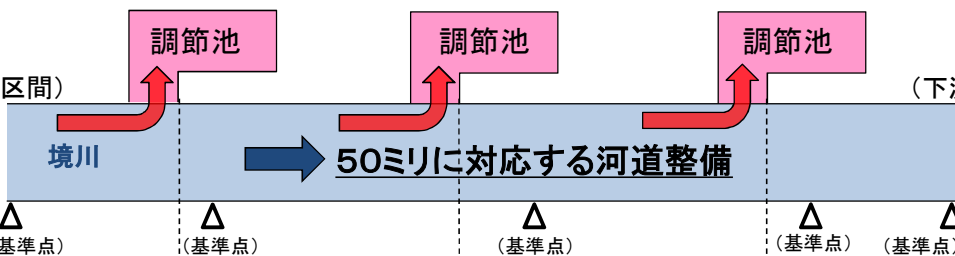 調節池
調節池
調節池
区間)
(下
境川
50ミリに対応する河道整備
基準点)
(基準点)
(基準点)
(基準点)
(基準点)